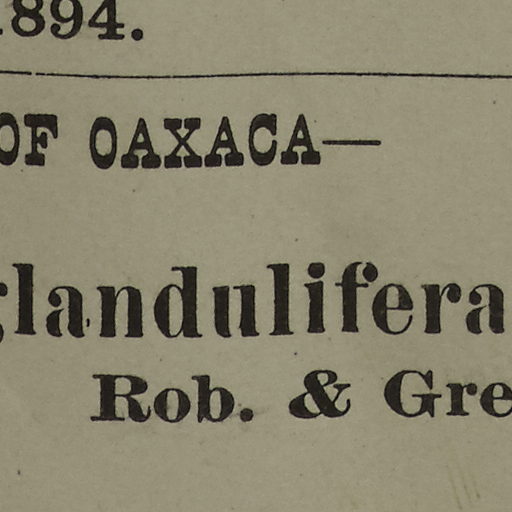 1894.
OF OAXACA—
glandulifera
Rob. & Gre